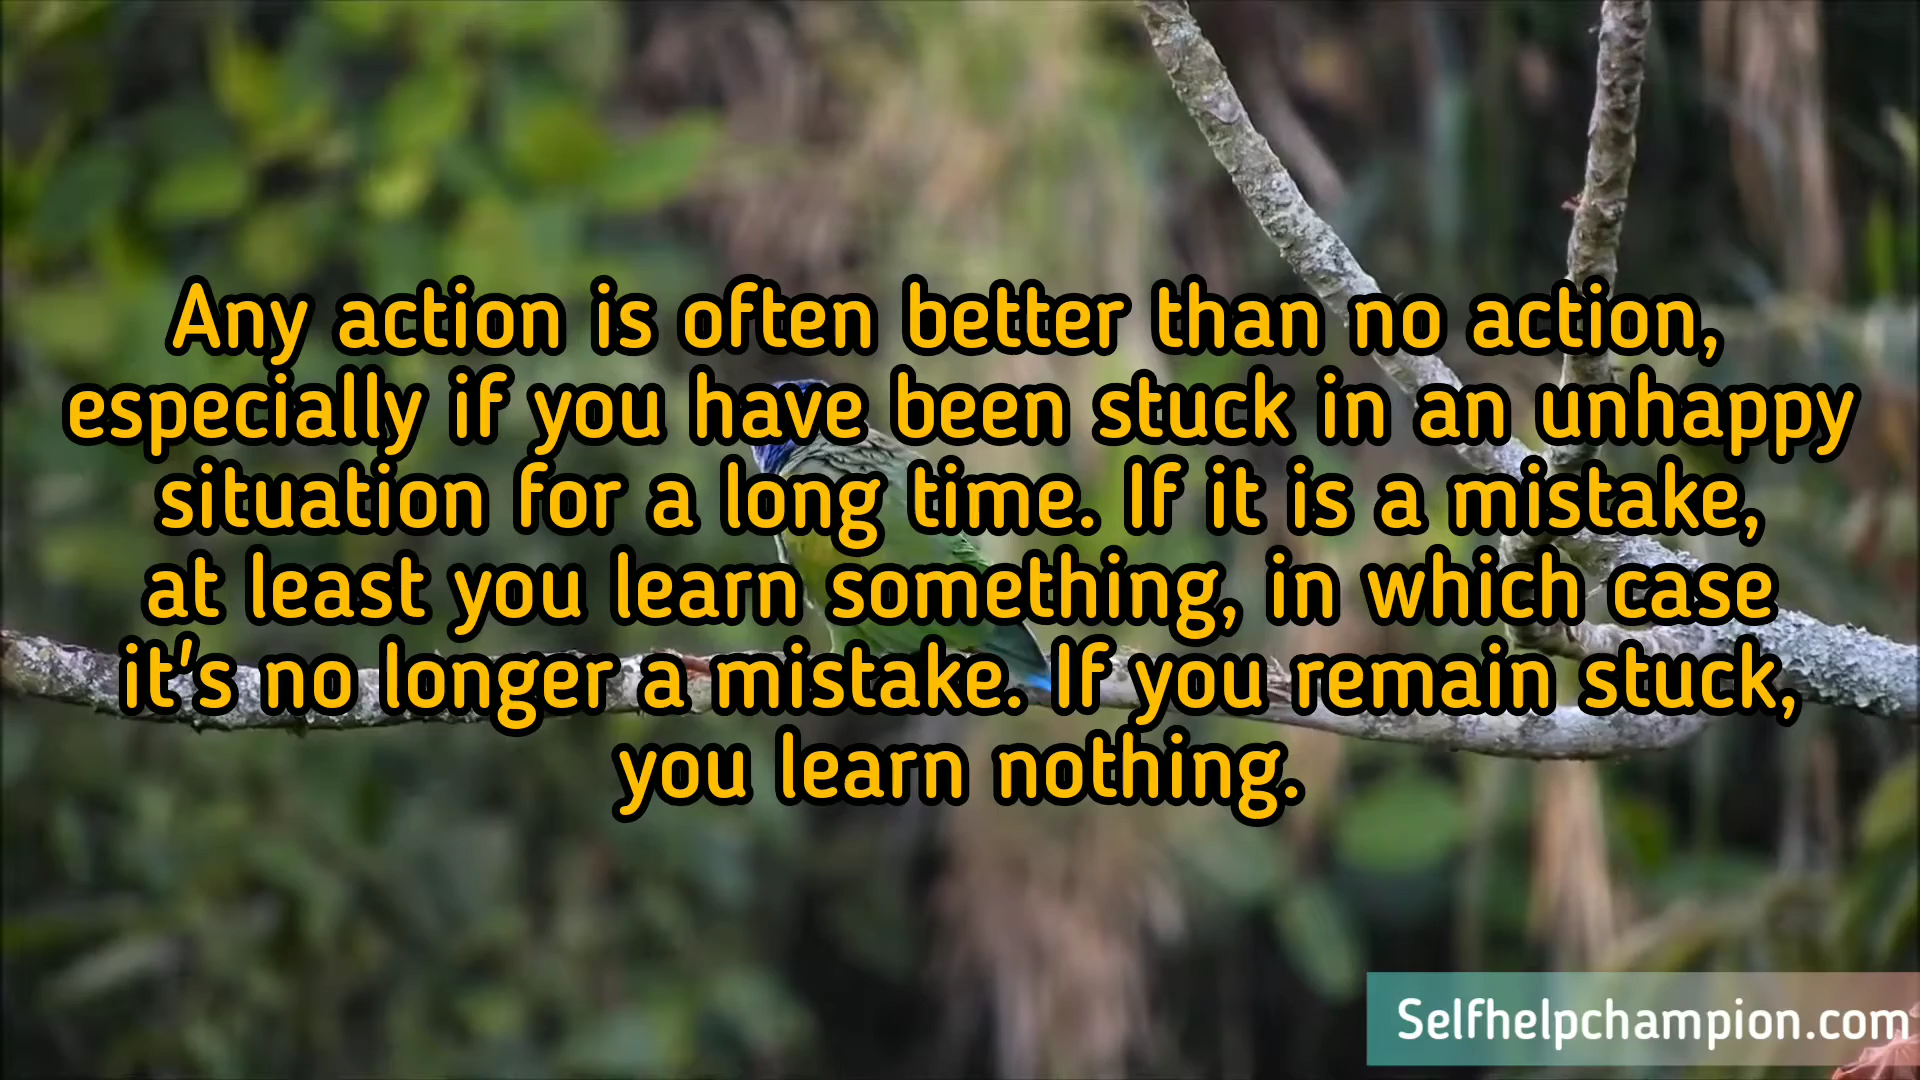 Any action is often better than no action,
especially if you have been stuck in an unhappy
situation for a long time. If it is a mistake,
at least you learn something, in which case
it's no longer a mistake. If you remain stuck,
you learn nothing.
Selfhelpchampion.com